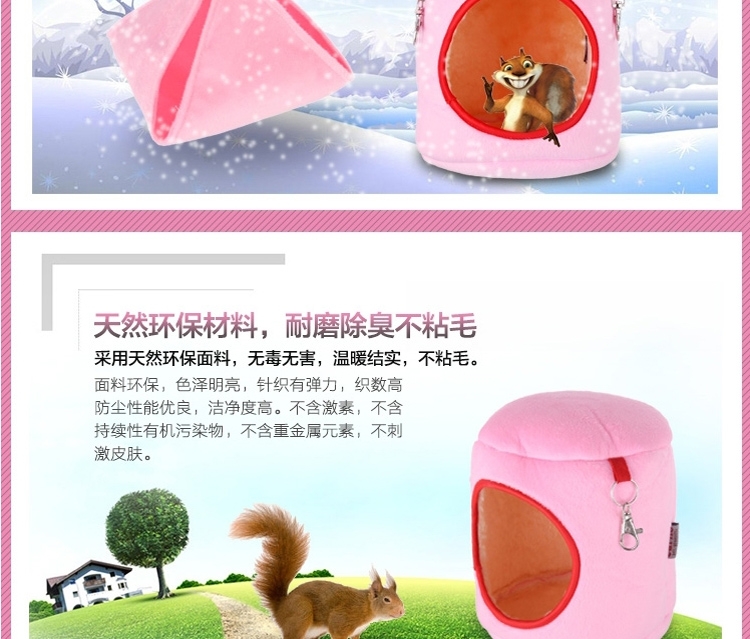 天然环保材料，耐磨除臭不粘毛
采用天然环保面料，无毒无害，温暖结实，不粘毛。
面料环保，色泽明亮，针织有弹力，织数高
防尘性能优良，洁净度高。不含激素，不含
持续性有机污染物，不含重金属元素，不刺
激皮肤。